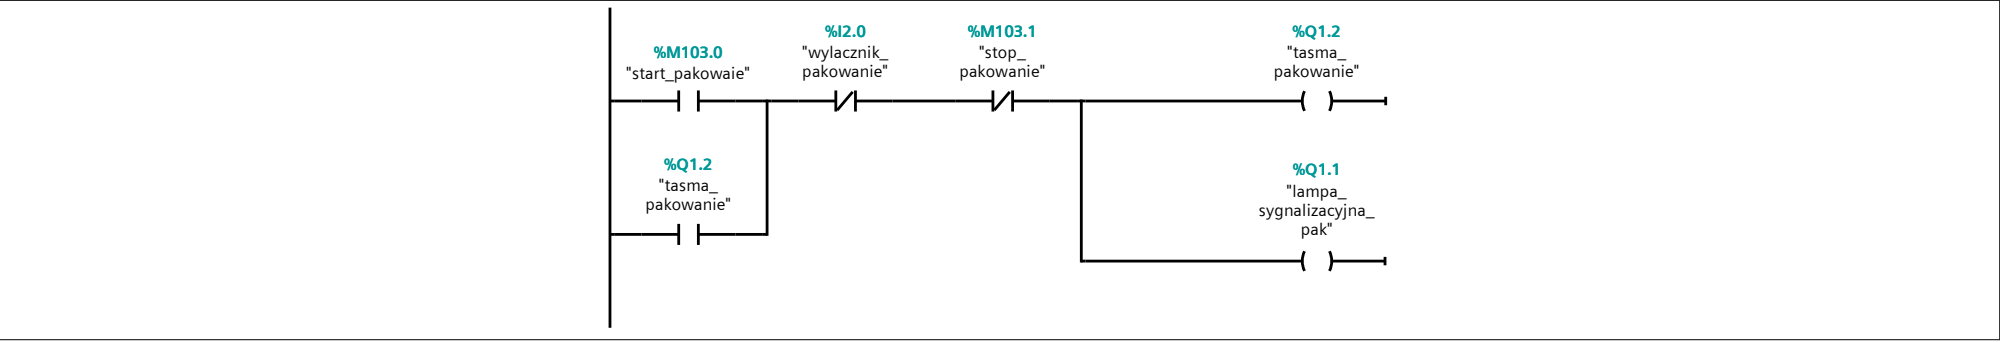 %M103.0
"start_pakowaie"
%I2.0
"wylacznik_
pakowanie"
%M103.1
"stop_
pakowanie"
%Q1.2
"tasma_
pakowanie"
%Q1.2
"tasma_
pakowanie"
%Q1.1
"lampa_
sygnalizacyjna_
pak"